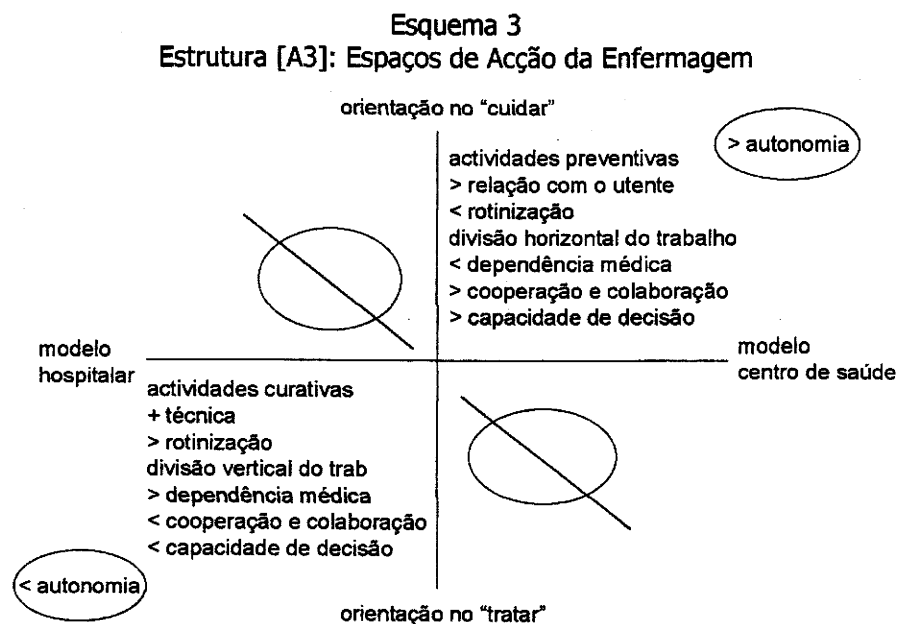 Esquema 3
Estrutura [A3]: Espaços de Acção da Enfermagem
orientação no "cuidar"
> autonomia
actividades preventivas
> relação com o utente
< rotinização
divisão horizontal do trabalho
< dependência médica
> cooperação e colaboração
> capacidade de decisão
modelo
hospitalar
modelo
centro de saúde
actividades curativas
+ técnica
> rotinização
divisão vertical do trab
> dependência médica
< cooperação e colaboração
< capacidade de decisão
< autonomia
orientação no "tratar"